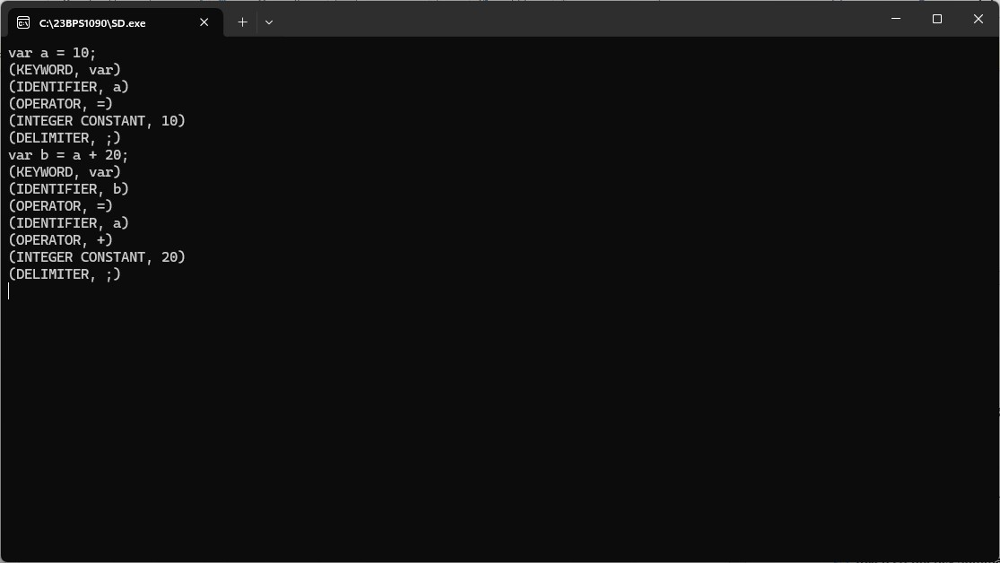 C:\23BPS1090\SD.exe
var a = 10;
(KEYWORD, var)
(IDENTIFIER, a)
(OPERATOR, =)
(INTEGER CONSTANT, 10)
(DELIMITER, ;)
var b = a + 20;
(KEYWORD, var)
(IDENTIFIER, b)
(OPERATOR, =)
(IDENTIFIER, a)
(OPERATOR, +)
(INTEGER CONSTANT, 20)
(DELIMITER, ;)